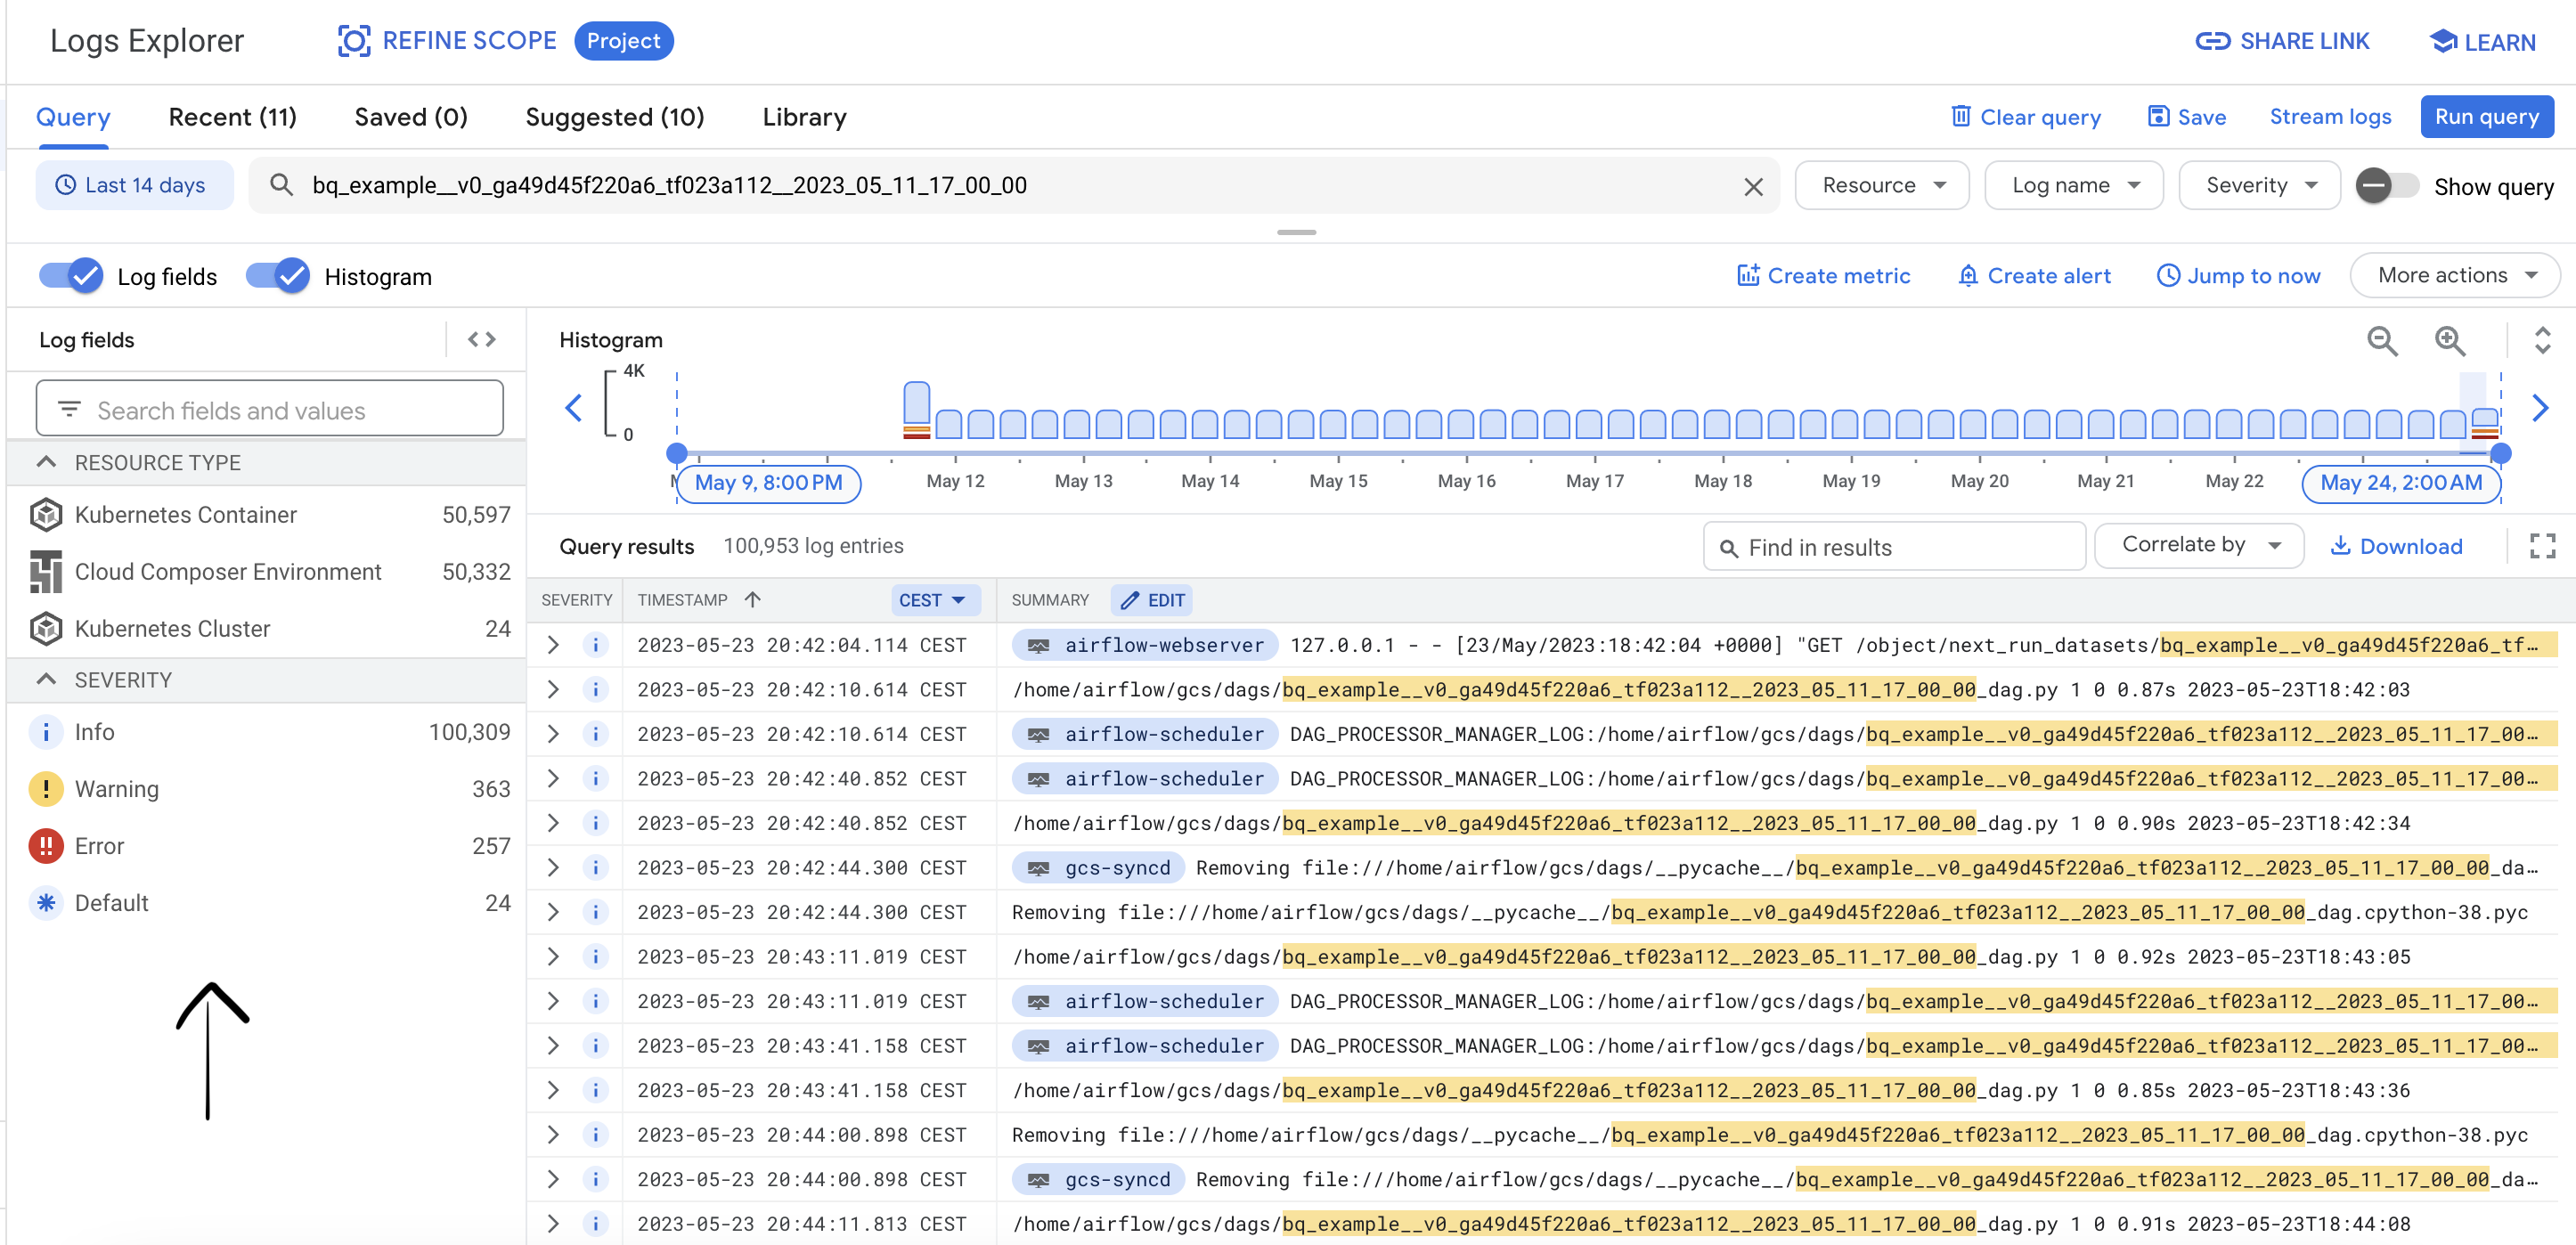 Logs Explorer REFINE SCOPE Project SHARE LINK LEARN
Query Recent (11) Saved (0) Suggested (10) Library Clear query Save Stream logs Run query
Last 14 days bq_example__v0_ga49d45f220a6_tf023a112__2023_05_11_17_00_00 Resource Log name Severity Show query
Log fields Histogram Create metric Create alert Jump to now More actions
Log fields
Search fields and values
RESOURCE TYPE
Kubernetes Container 50,597
Cloud Composer Environment 50,332
Kubernetes Cluster 24
SEVERITY
Info 100,309
Warning 363
Error 257
Default 24
Histogram
4K
0
May 12 May 13 May 14 May 15 May 16 May 17 May 18 May 19 May 20 May 21 May 22
May 9, 8:00 PM May 24, 2:00 AM
Query results 100,953 log entries Find in results Correlate by Download
SEVERITY TIMESTAMP CEST SUMMARY EDIT
2023-05-23 20:42:04.114 CEST airflow-webserver 127.0.0.1 - - [23/May/2023:18:42:04 +0000] "GET /object/next_run_datasets/bq_example__v0_ga49d45f220a6_tf…
2023-05-23 20:42:10.614 CEST /home/airflow/gcs/dags/bq_example__v0_ga49d45f220a6_tf023a112__2023_05_11_17_00_00_dag.py 1 0 0.87s 2023-05-23T18:42:03
2023-05-23 20:42:10.614 CEST airflow-scheduler DAG_PROCESSOR_MANAGER_LOG:/home/airflow/gcs/dags/bq_example__v0_ga49d45f220a6_tf023a112__2023_05_11_17_00…
2023-05-23 20:42:40.852 CEST airflow-scheduler DAG_PROCESSOR_MANAGER_LOG:/home/airflow/gcs/dags/bq_example__v0_ga49d45f220a6_tf023a112__2023_05_11_17_00…
2023-05-23 20:42:40.852 CEST /home/airflow/gcs/dags/bq_example__v0_ga49d45f220a6_tf023a112__2023_05_11_17_00_00_dag.py 1 0 0.90s 2023-05-23T18:42:34
2023-05-23 20:42:44.300 CEST gcs-syncd Removing file:///home/airflow/gcs/dags/__pycache__/bq_example__v0_ga49d45f220a6_tf023a112__2023_05_11_17_00_00_da…
2023-05-23 20:42:44.300 CEST Removing file:///home/airflow/gcs/dags/__pycache__/bq_example__v0_ga49d45f220a6_tf023a112__2023_05_11_17_00_00_dag.cpython-38.pyc
2023-05-23 20:43:11.019 CEST /home/airflow/gcs/dags/bq_example__v0_ga49d45f220a6_tf023a112__2023_05_11_17_00_00_dag.py 1 0 0.92s 2023-05-23T18:43:05
2023-05-23 20:43:11.019 CEST airflow-scheduler DAG_PROCESSOR_MANAGER_LOG:/home/airflow/gcs/dags/bq_example__v0_ga49d45f220a6_tf023a112__2023_05_11_17_00…
2023-05-23 20:43:41.158 CEST airflow-scheduler DAG_PROCESSOR_MANAGER_LOG:/home/airflow/gcs/dags/bq_example__v0_ga49d45f220a6_tf023a112__2023_05_11_17_00…
2023-05-23 20:43:41.158 CEST /home/airflow/gcs/dags/bq_example__v0_ga49d45f220a6_tf023a112__2023_05_11_17_00_00_dag.py 1 0 0.85s 2023-05-23T18:43:36
2023-05-23 20:44:00.898 CEST Removing file:///home/airflow/gcs/dags/__pycache__/bq_example__v0_ga49d45f220a6_tf023a112__2023_05_11_17_00_00_dag.cpython-38.pyc
2023-05-23 20:44:00.898 CEST gcs-syncd Removing file:///home/airflow/gcs/dags/__pycache__/bq_example__v0_ga49d45f220a6_tf023a112__2023_05_11_17_00_00_da…
2023-05-23 20:44:11.813 CEST /home/airflow/gcs/dags/bq_example__v0_ga49d45f220a6_tf023a112__2023_05_11_17_00_00_dag.py 1 0 0.91s 2023-05-23T18:44:08